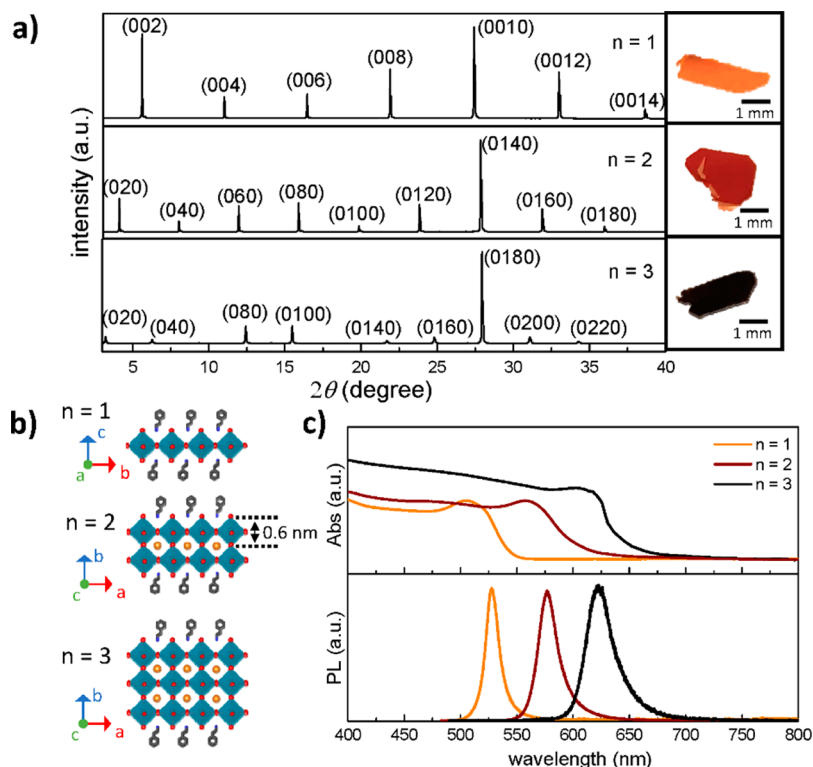 a)
intensity (a.u.)
(002)
(004)
(006)
(008)
(0010)
(0012)
(0014)
n = 1
1 mm
(020)
(040)
(060)
(080)
(0100)
(0120)
(0140)
(0160)
(0180)
n = 2
1 mm
(020)
(040)
(080)
(0100)
(0140)
(0160)
(0180)
(0200)
(0220)
n = 3
1 mm
5 10 15 20 25 30 35 40
2θ (degree)
b)
n = 1
c
a
b
n = 2
0.6 nm
b
c
a
n = 3
b
c
a
c)
Abs (a.u.)
n = 1
n = 2
n = 3
PL (a.u.)
400 450 500 550 600 650 700 750 800
wavelength (nm)